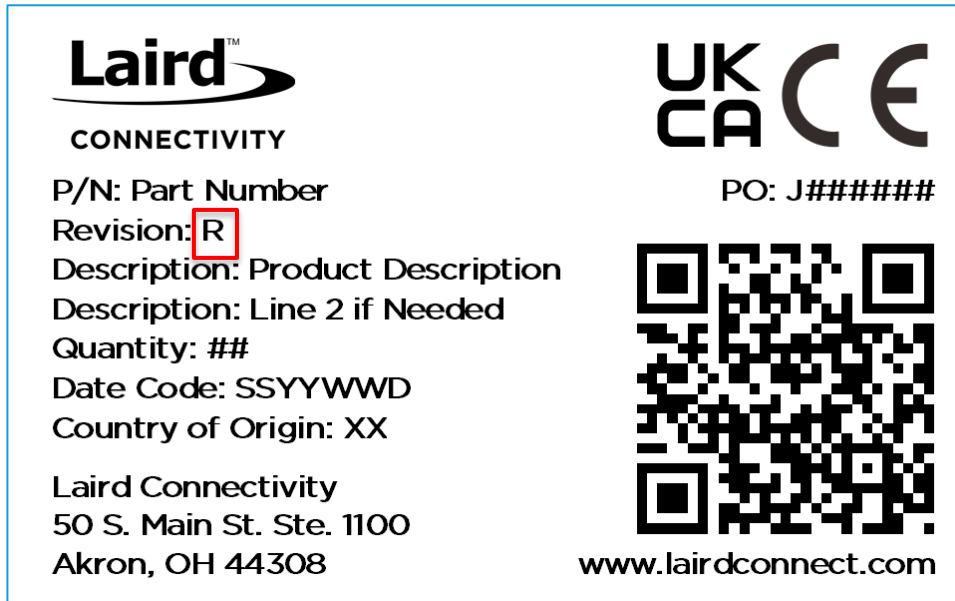 Laird™
CONNECTIVITY
UK
CA CE
P/N: Part Number
PO: J######
Revision: R
Description: Product Description
Description: Line 2 if Needed
Quantity: ##
Date Code: SSYYWWD
Country of Origin: XX
Laird Connectivity
50 S. Main St. Ste. 1100
Akron, OH 44308
www.lairdconnect.com